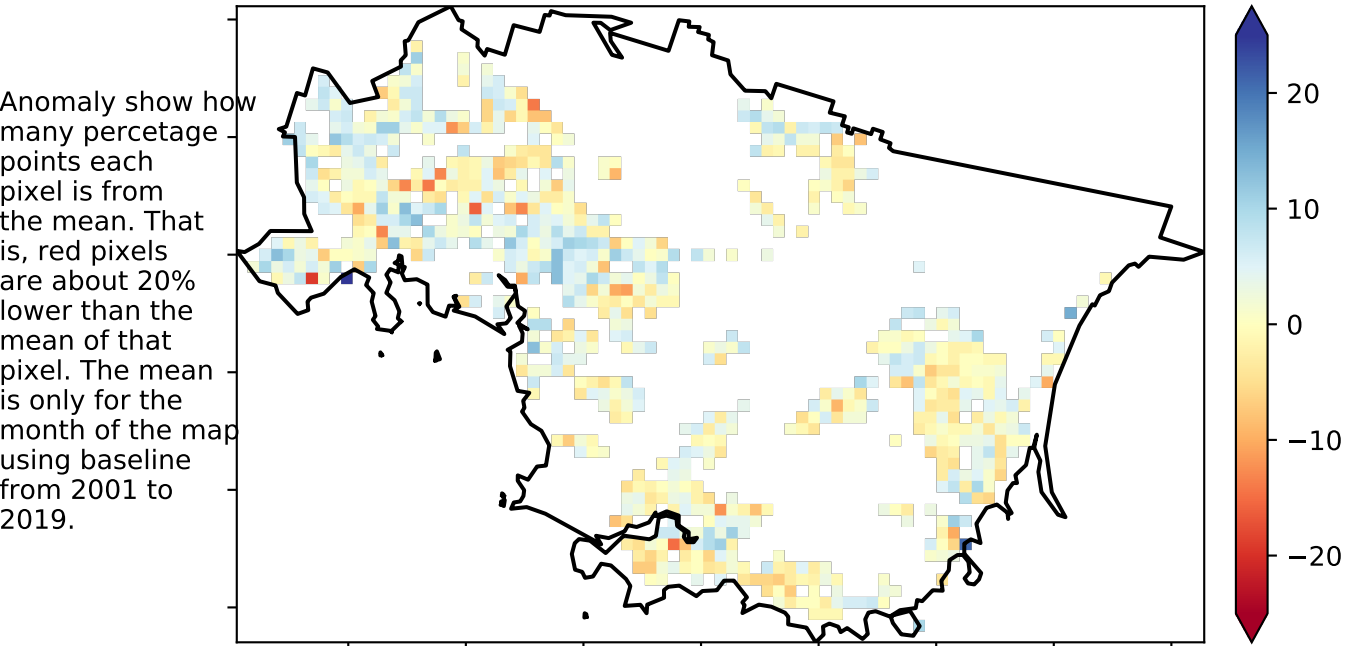 Anomaly show how
many percetage
points each
pixel is from
the mean. That
is, red pixels
are about 20%
lower than the
mean of that
pixel. The mean
is only for the
month of the map
using baseline
from 2001 to
2019.
20
10
0
−10
−20